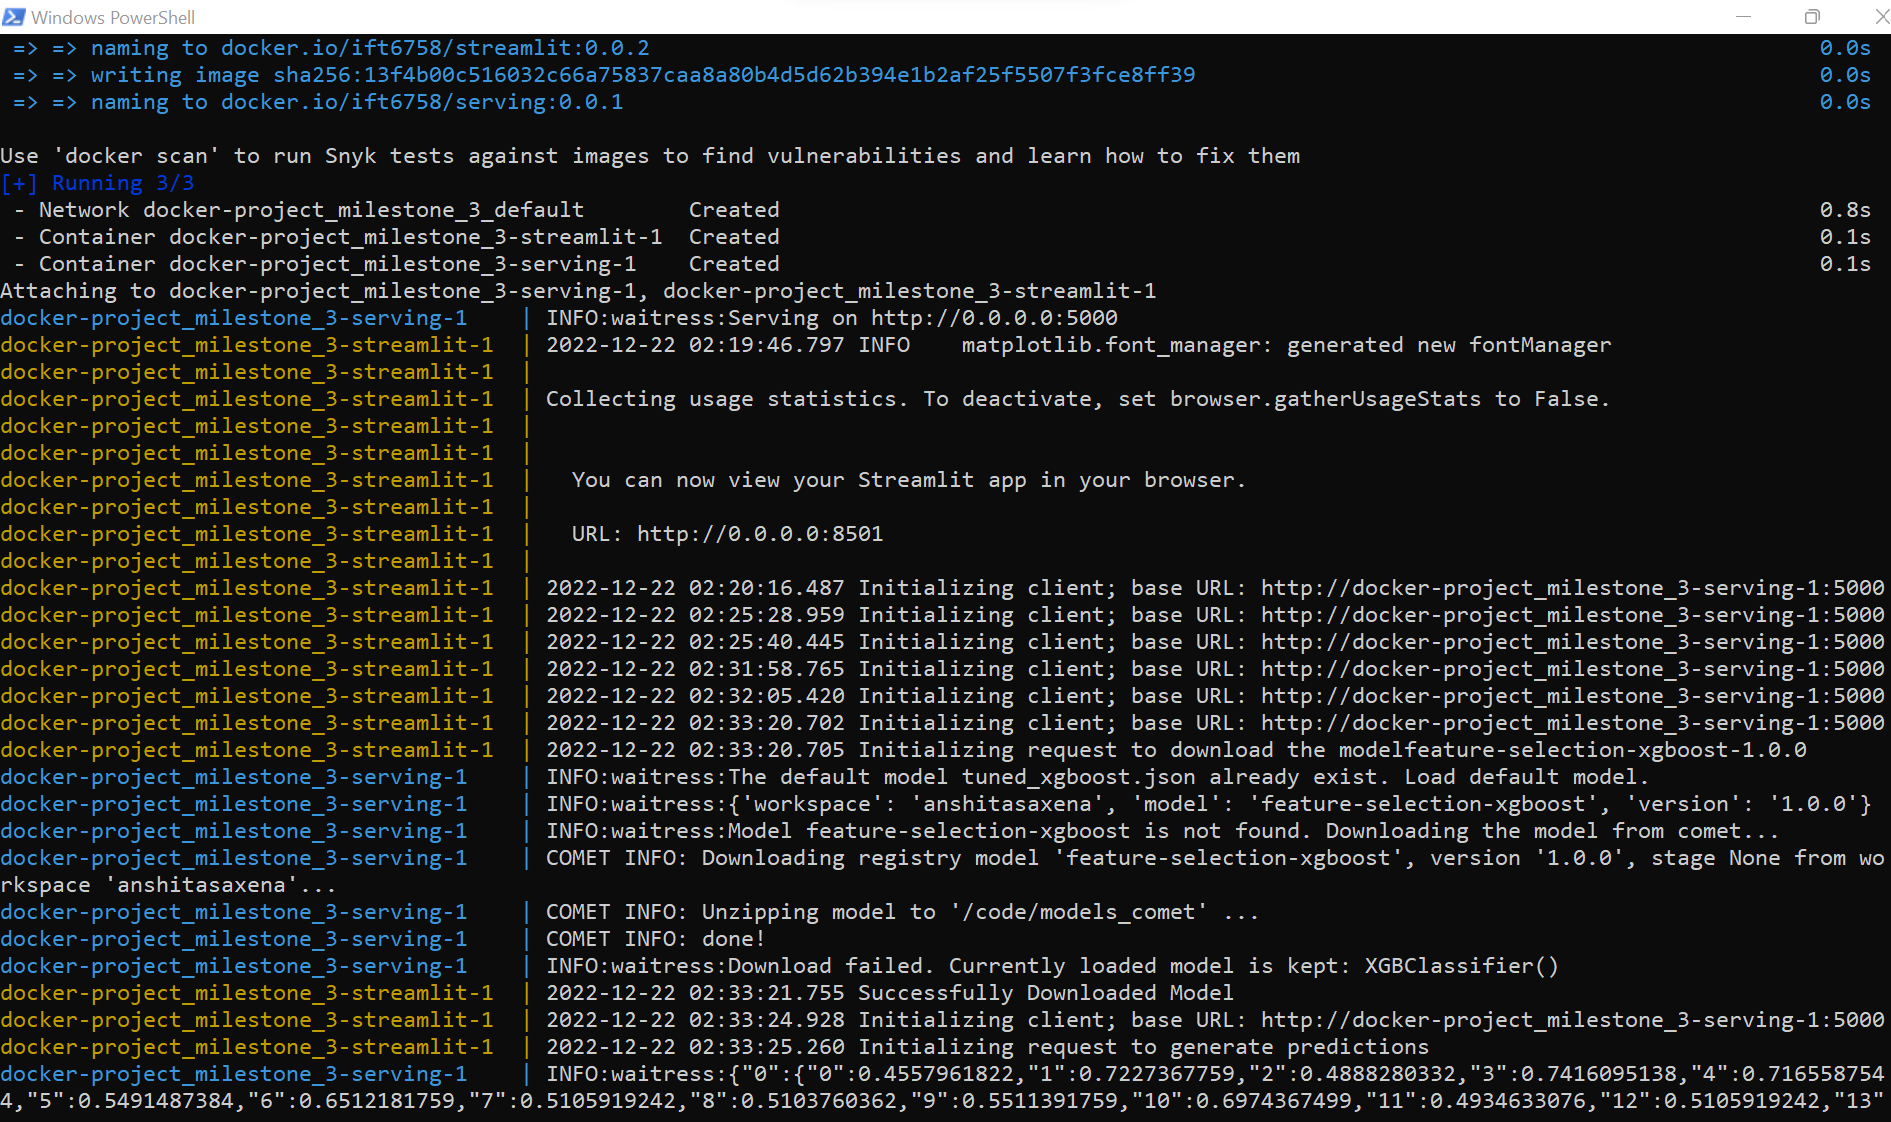 Windows PowerShell
=> => naming to docker.io/ift6758/streamlit:0.0.2 0.0s
=> => writing image sha256:13f4b00c516032c66a75837caa8a80b4d5d62b394e1b2af25f5507f3fce8ff39 0.0s
=> => naming to docker.io/ift6758/serving:0.0.1 0.0s
Use 'docker scan' to run Snyk tests against images to find vulnerabilities and learn how to fix them
[+] Running 3/3
- Network docker-project_milestone_3_default Created 0.8s
- Container docker-project_milestone_3-streamlit-1 Created 0.1s
- Container docker-project_milestone_3-serving-1 Created 0.1s
Attaching to docker-project_milestone_3-serving-1, docker-project_milestone_3-streamlit-1
docker-project_milestone_3-serving-1 | INFO:waitress:Serving on http://0.0.0.0:5000
docker-project_milestone_3-streamlit-1 | 2022-12-22 02:19:46.797 INFO matplotlib.font_manager: generated new fontManager
docker-project_milestone_3-streamlit-1 |
docker-project_milestone_3-streamlit-1 | Collecting usage statistics. To deactivate, set browser.gatherUsageStats to False.
docker-project_milestone_3-streamlit-1 |
docker-project_milestone_3-streamlit-1 |
docker-project_milestone_3-streamlit-1 | You can now view your Streamlit app in your browser.
docker-project_milestone_3-streamlit-1 |
docker-project_milestone_3-streamlit-1 | URL: http://0.0.0.0:8501
docker-project_milestone_3-streamlit-1 |
docker-project_milestone_3-streamlit-1 | 2022-12-22 02:20:16.487 Initializing client; base URL: http://docker-project_milestone_3-serving-1:5000
docker-project_milestone_3-streamlit-1 | 2022-12-22 02:25:28.959 Initializing client; base URL: http://docker-project_milestone_3-serving-1:5000
docker-project_milestone_3-streamlit-1 | 2022-12-22 02:25:40.445 Initializing client; base URL: http://docker-project_milestone_3-serving-1:5000
docker-project_milestone_3-streamlit-1 | 2022-12-22 02:31:58.765 Initializing client; base URL: http://docker-project_milestone_3-serving-1:5000
docker-project_milestone_3-streamlit-1 | 2022-12-22 02:32:05.420 Initializing client; base URL: http://docker-project_milestone_3-serving-1:5000
docker-project_milestone_3-streamlit-1 | 2022-12-22 02:33:20.702 Initializing client; base URL: http://docker-project_milestone_3-serving-1:5000
docker-project_milestone_3-streamlit-1 | 2022-12-22 02:33:20.705 Initializing request to download the modelfeature-selection-xgboost-1.0.0
docker-project_milestone_3-serving-1 | INFO:waitress:The default model tuned_xgboost.json already exist. Load default model.
docker-project_milestone_3-serving-1 | INFO:waitress:{'workspace': 'anshitasaxena', 'model': 'feature-selection-xgboost', 'version': '1.0.0'}
docker-project_milestone_3-serving-1 | INFO:waitress:Model feature-selection-xgboost is not found. Downloading the model from comet...
docker-project_milestone_3-serving-1 | COMET INFO: Downloading registry model 'feature-selection-xgboost', version '1.0.0', stage None from wo
rkspace 'anshitasaxena'...
docker-project_milestone_3-serving-1 | COMET INFO: Unzipping model to '/code/models_comet' ...
docker-project_milestone_3-serving-1 | COMET INFO: done!
docker-project_milestone_3-serving-1 | INFO:waitress:Download failed. Currently loaded model is kept: XGBClassifier()
docker-project_milestone_3-streamlit-1 | 2022-12-22 02:33:21.755 Successfully Downloaded Model
docker-project_milestone_3-streamlit-1 | 2022-12-22 02:33:24.928 Initializing client; base URL: http://docker-project_milestone_3-serving-1:5000
docker-project_milestone_3-streamlit-1 | 2022-12-22 02:33:25.260 Initializing request to generate predictions
docker-project_milestone_3-serving-1 | INFO:waitress:{"0":{"0":0.4557961822,"1":0.7227367759,"2":0.4888280332,"3":0.7416095138,"4":0.716558754
4,"5":0.5491487384,"6":0.6512181759,"7":0.5105919242,"8":0.5103760362,"9":0.5511391759,"10":0.6974367499,"11":0.4934633076,"12":0.5105919242,"13"